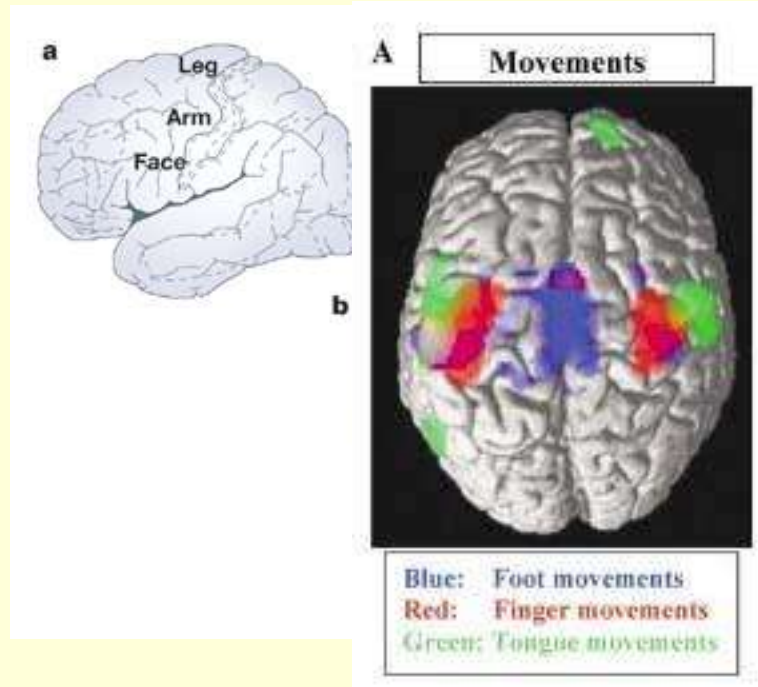 a
Leg
Arm
Face
b
A
Movements
Blue: Foot movements
Red: Finger movements
Green: Tongue movements